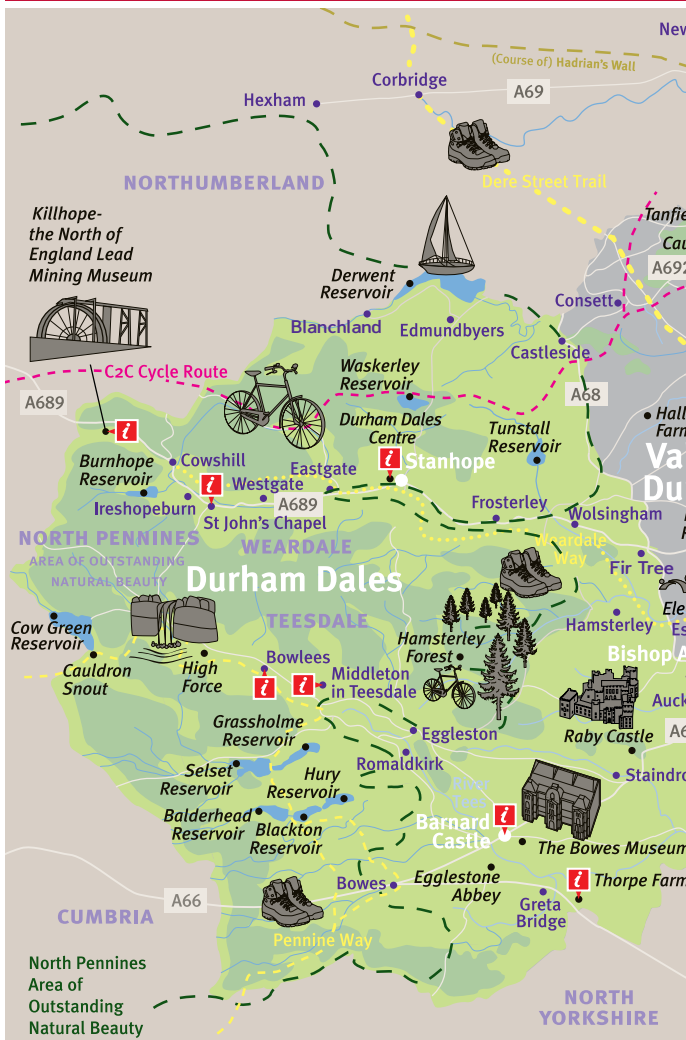 New
(Course of) Hadrian's Wall
Corbridge
A69
Hexham
NORTHUMBERLAND
Dere Street Trail
Killhope-
the North of
England Lead
Mining Museum
Tanfie
Cau
A692
Derwent
Reservoir
Consett
Blanchland
Edmundbyers
Castleside
C2C Cycle Route
Waskerley
Reservoir
A689
A68
Durham Dales
Centre
Tunstall
Reservoir
Hall
Farm
i
Burnhope
Reservoir
Cowshill
i
Stanhope
Va
Du
Eastgate
Westgate
i
A689
Ireshopeburn
St John's Chapel
Frosterley
Wolsingham
NORTH PENNINES
AREA OF OUTSTANDING
NATURAL BEAUTY
WEARDALE
Weardale
Way
Fir Tree
Durham Dales
Ele
TEESDALE
Hamsterley
Es
Cow Green
Reservoir
Hamsterley
Forest
Bishop A
Cauldron
Snout
High
Force
Bowlees
i
i
Middleton
in Teesdale
Auck
Grassholme
Reservoir
Eggleston
Raby Castle
A6
Romaldkirk
Selset
Reservoir
Hury
Reservoir
Staindro
River
Tees
Balderhead
Reservoir
Blackton
Reservoir
i
Barnard
Castle
The Bowes Museum
Egglestone
Abbey
i
Thorpe Farm
Bowes
A66
Greta
Bridge
CUMBRIA
Pennine Way
North Pennines
Area of
Outstanding
Natural Beauty
NORTH
YORKSHIRE